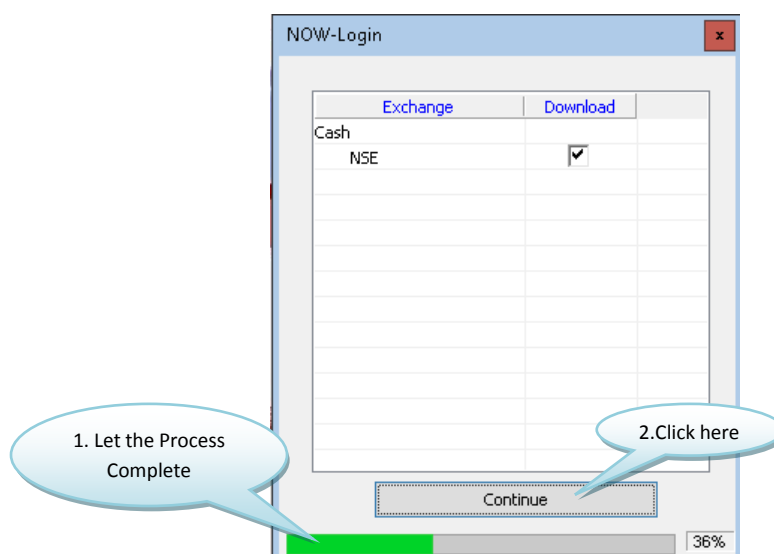 NOW-Login
x
Exchange Download
Cash
NSE
1. Let the Process
Complete
2.Click here
Continue
36%